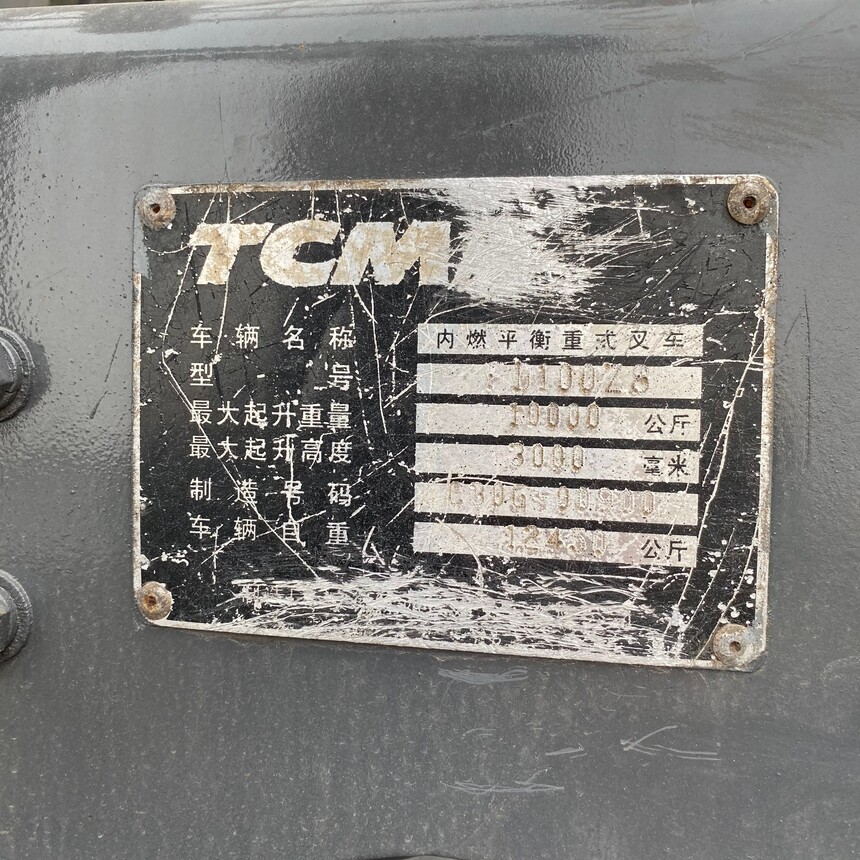 TCM
车辆名称 内燃平衡重式叉车
型号
最大起升重量 10000 公斤
最大起升高度 3000 毫米
制造号码
车辆自重 12450 公斤